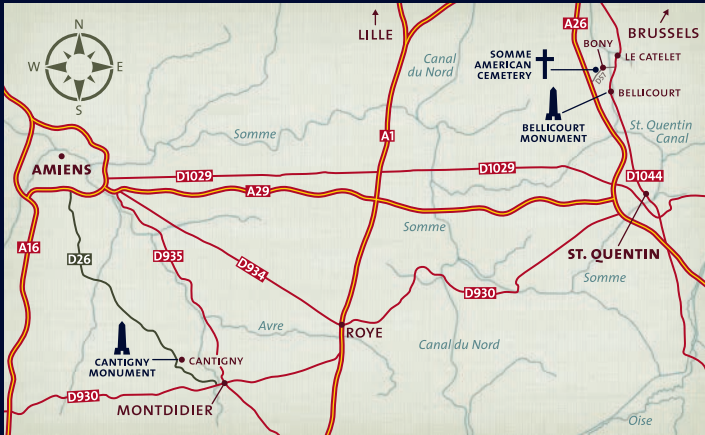 N
W
E
S
LILLE
A26
BRUSSELS
Canal
du Nord
SOMME
AMERICAN
CEMETERY
BONY
LE CATELET
D57
BELLICOURT
BELLICOURT
MONUMENT
St. Quentin
Canal
Somme
A1
AMIENS
D1029
D1029
D1044
A29
A16
D26
D935
D934
Somme
ST. QUENTIN
Somme
D930
Avre
ROYE
Canal du Nord
CANTIGNY
MONUMENT
CANTIGNY
D930
MONTDIDIER
Oise